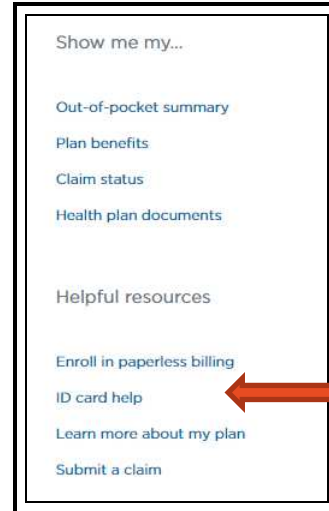 Show me my...
Out-of-pocket summary
Plan benefits
Claim status
Health plan documents
Helpful resources
Enroll in paperless billing
ID card help
Learn more about my plan
Submit a claim